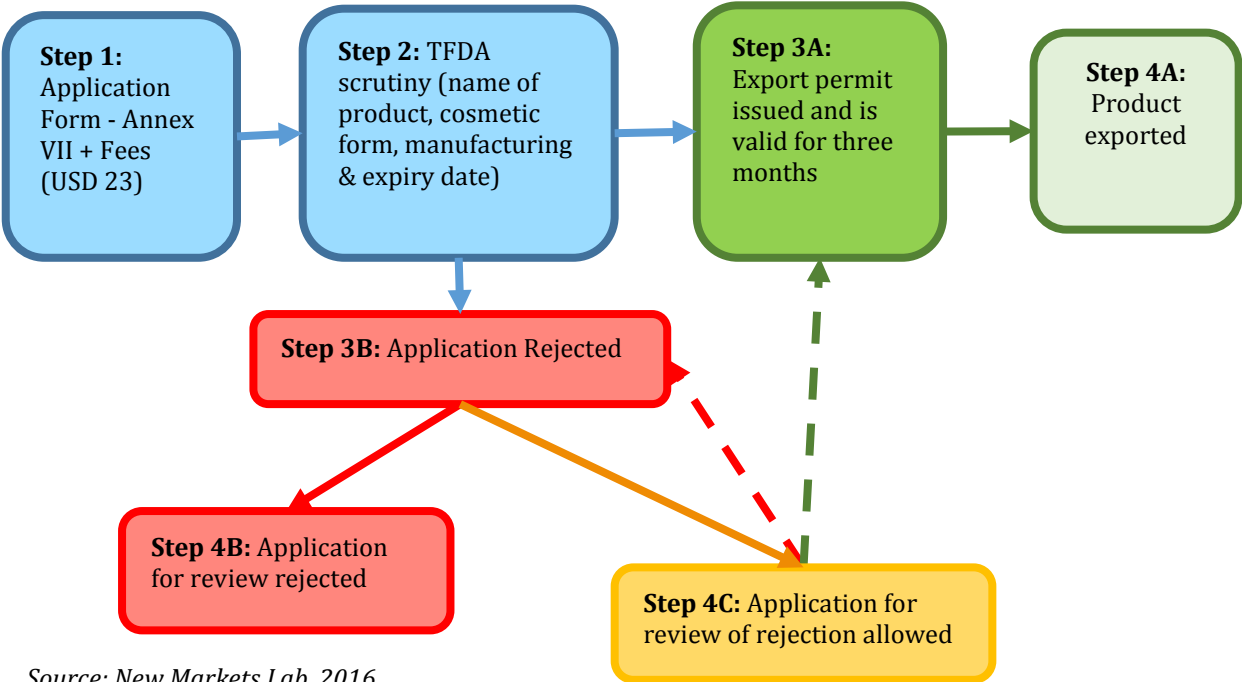 Step 1:
Application
Form - Annex
VII + Fees
(USD 23)
Step 2: TFDA
scrutiny (name of
product, cosmetic
form, manufacturing
& expiry date)
Step 3A:
Export permit
issued and is
valid for three
months
Step 4A:
Product
exported
Step 3B: Application Rejected
Step 4B: Application
for review rejected
Step 4C: Application for
review of rejection allowed
Source: New Markets Lab, 2016